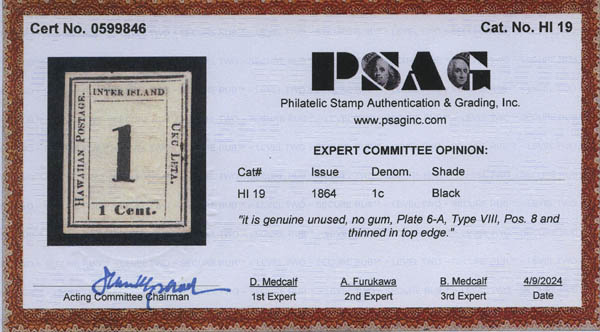 Cert No. 0599846
Cat. No. HI 19
INTER ISLAND
HAWAIIAN POSTAGE.
1
UKU LETA.
1 Cent.
PSAG
Philatelic Stamp Authentication & Grading, Inc.
www.psaginc.com
EXPERT COMMITTEE OPINION:
Cat# Issue Denom. Shade
HI 19 1864 1c Black
"it is genuine unused, no gum, Plate 6-A, Type VIII, Pos. 8 and
thinned in top edge."
D. Medcalf A. Furukawa B. Medcalf 4/9/2024
Acting Committee Chairman 1st Expert 2nd Expert 3rd Expert Date